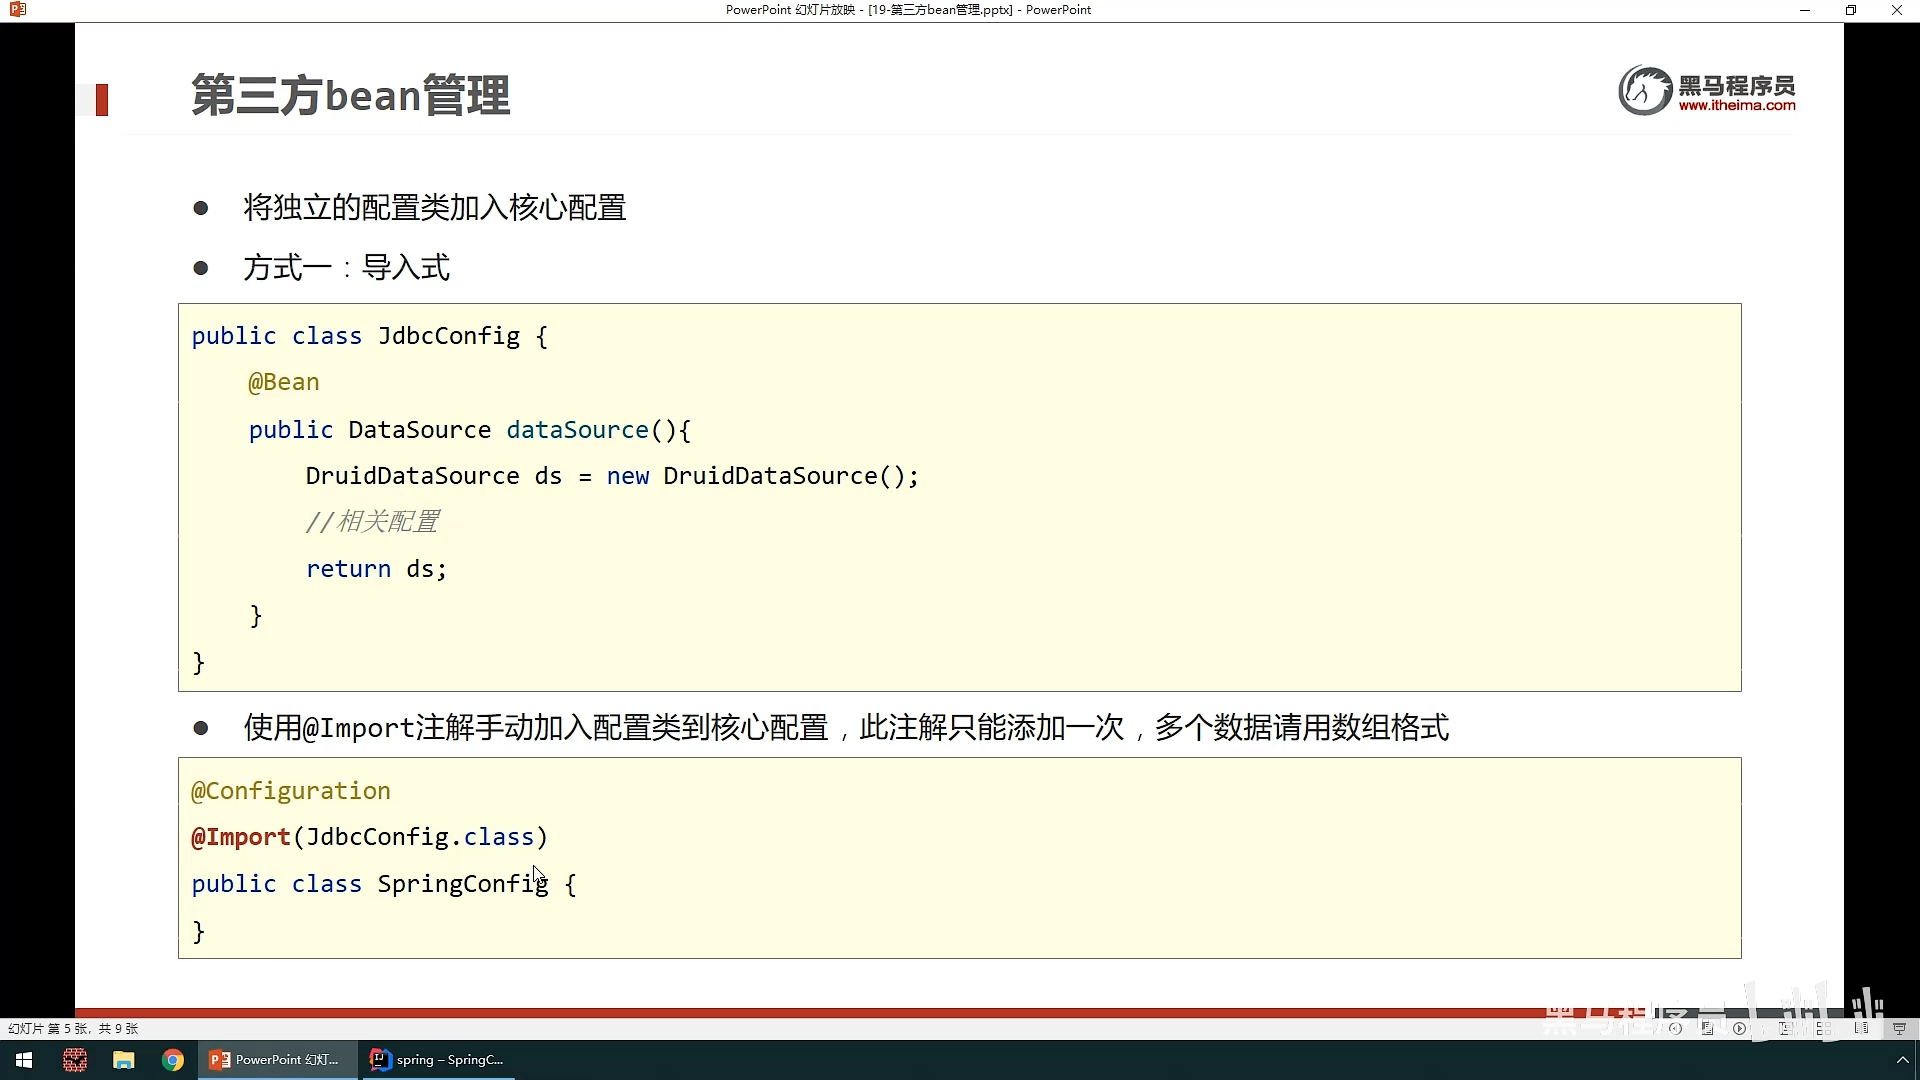 PowerPoint 幻灯片放映 - [19-第三方bean管理.pptx] - PowerPoint
第三方bean管理
黑马程序员
www.itheima.com
将独立的配置类加入核心配置
方式一：导入式
public class JdbcConfig {
@Bean
public DataSource dataSource(){
DruidDataSource ds = new DruidDataSource();
//相关配置
return ds;
}
}
使用@Import注解手动加入配置类到核心配置，此注解只能添加一次，多个数据请用数组格式
@Configuration
@Import(JdbcConfig.class)
public class SpringConfig {
}
黑马程序员
幻灯片 第 5 张，共 9 张
PowerPoint 幻灯...
spring – SpringC...